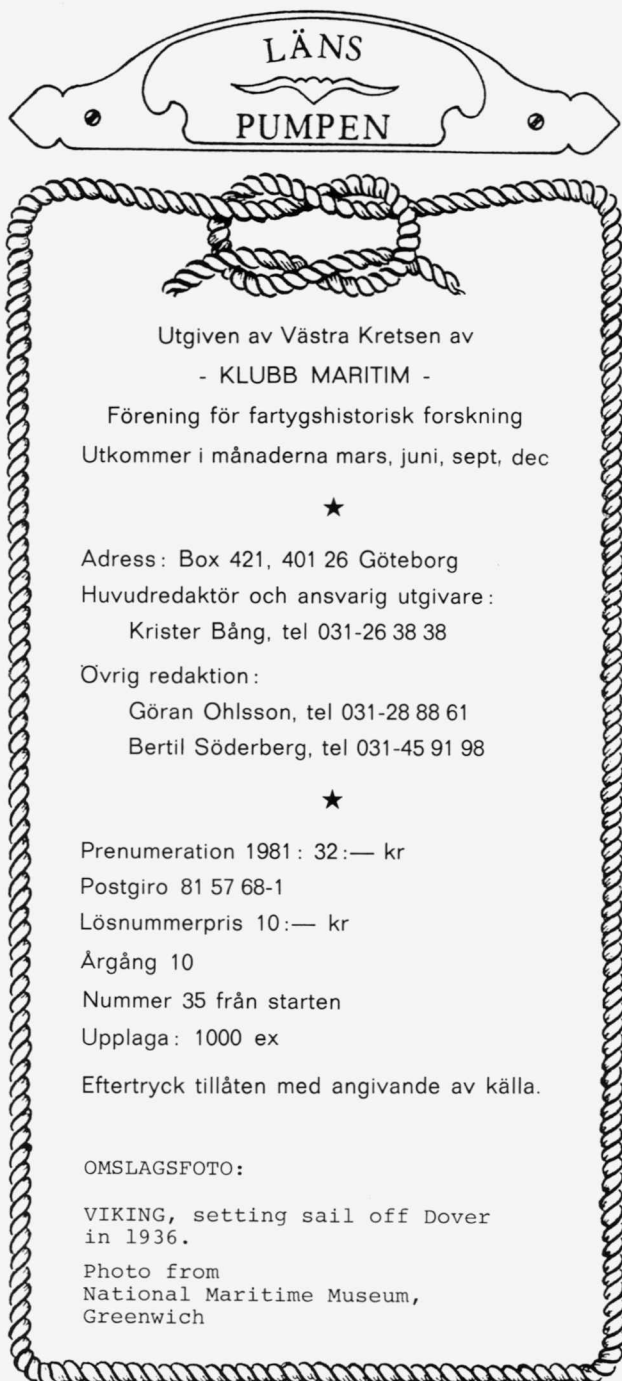 LÄNS
PUMPEN
Utgiven av Västra Kretsen av
- KLUBB MARITIM -
Förening för fartygshistorisk forskning
Utkommer i månaderna mars, juni, sept, dec
★
Adress: Box 421, 401 26 Göteborg
Huvudredaktör och ansvarig utgivare:
Krister Bång, tel 031-26 38 38
Övrig redaktion:
Göran Ohlsson, tel 031-28 88 61
Bertil Söderberg, tel 031-45 91 98
★
Prenumeration 1981: 32:— kr
Postgiro 81 57 68-1
Lösnummerpris 10:— kr
Årgång 10
Nummer 35 från starten
Upplaga: 1000 ex
Eftertryck tillåten med angivande av källa.
OMSLAGSFOTO:
VIKING, setting sail off Dover
in 1936.
Photo from
National Maritime Museum,
Greenwich